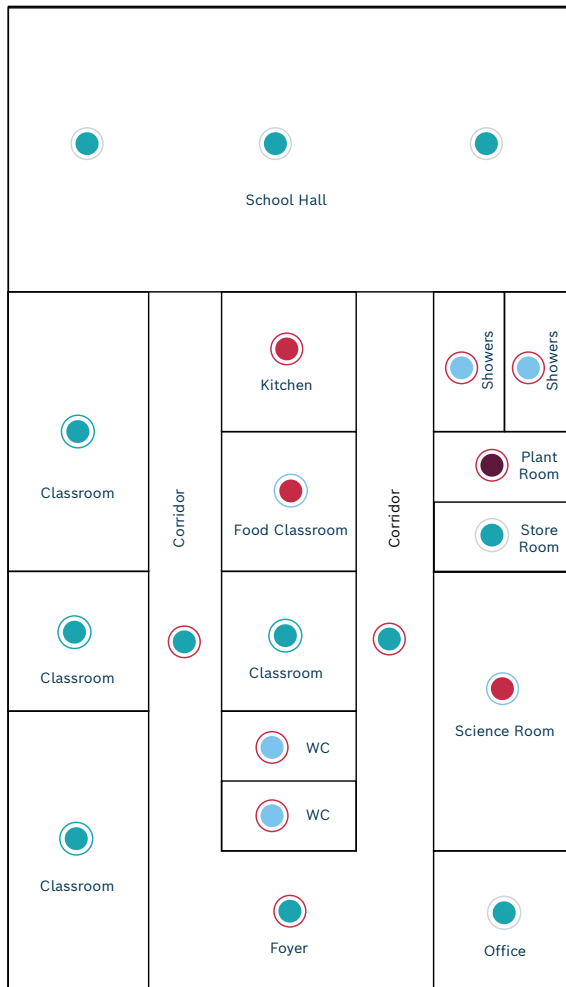 School Hall
Kitchen
Showers
Showers
Plant
Room
Classroom
Corridor
Food Classroom
Corridor
Store
Room
Classroom
Classroom
Science Room
WC
WC
Classroom
Foyer
Office